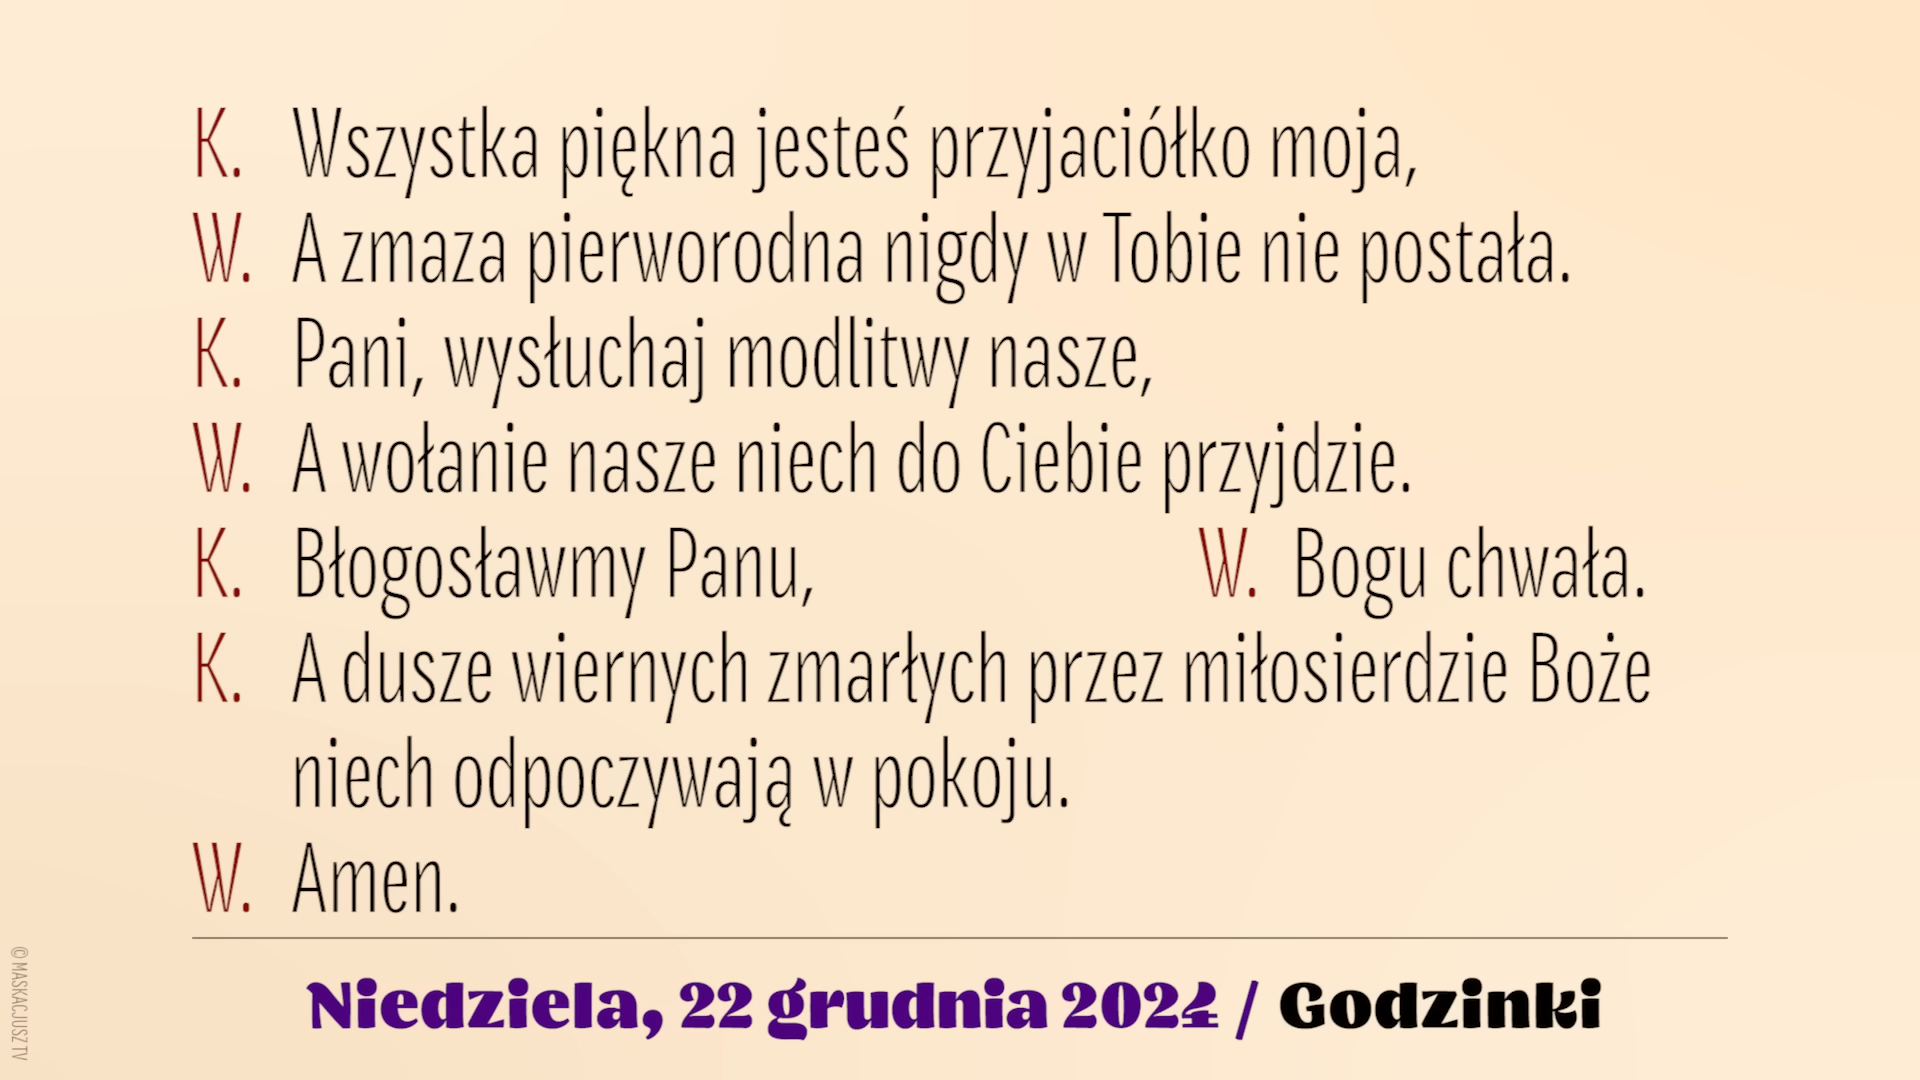 K. Wszystka piękna jesteś przyjaciółko moja,
W. A zmaza pierworodna nigdy w Tobie nie postała.
K. Pani, wysłuchaj modlitwy nasze,
W. A wołanie nasze niech do Ciebie przyjdzie.
K. Błogosławmy Panu, W. Bogu chwała.
K. A dusze wiernych zmarłych przez miłosierdzie Boże
niech odpoczywają w pokoju.
W. Amen.
Niedziela, 22 grudnia 2024 / Godzinki
© MASKACJUSZ TV